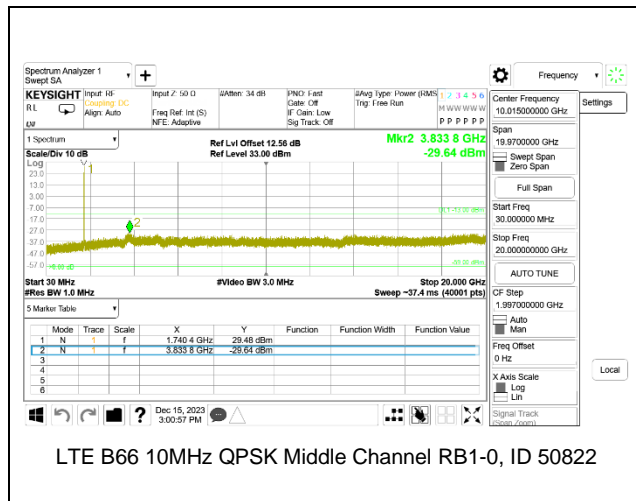 Spectrum Analyzer 1
Swept SA
Frequency
KEYSIGHT
RL
Input: RF
Coupling: DC
Align: Auto
Input Z: 50 Ω
Freq Ref: Int (S)
NFE: Adaptive
#Atten: 34 dB
PNO: Fast
Gate: Off
IF Gain: Low
Sig Track: Off
#Avg Type: Power (RMS
Trig: Free Run
1 2 3 4 5 6
M W W W W W
P P P P P P
Settings
Center Frequency
10.015000000 GHz
Span
19.9700000 GHz
Swept Span
Zero Span
Full Span
Start Freq
30.000000 MHz
Stop Freq
20.000000000 GHz
AUTO TUNE
CF Step
1.997000000 GHz
Auto
Man
Freq Offset
0 Hz
X Axis Scale
Log
Lin
Signal Track
(Span Zoom)
Local
1 Spectrum
Scale/Div 10 dB
Log
Ref Lvl Offset 12.56 dB
Ref Level 33.00 dBm
Mkr2 3.833 8 GHz
-29.64 dBm
23.0
13.0
3.00
-7.00
-17.0
-27.0
-37.0
-47.0
-57.0
1
2
Start 30 MHz
#Res BW 1.0 MHz
#Video BW 3.0 MHz
Stop 20.000 GHz
Sweep ~37.4 ms (40001 pts)
5 Marker Table
Mode Trace Scale X Y Function Function Width Function Value
1 N 1 f 1.740 4 GHz 29.48 dBm
2 N 1 f 3.833 8 GHz -29.64 dBm
3
4
5
6
?
Dec 15, 2023
3:00:57 PM
LTE B66 10MHz QPSK Middle Channel RB1-0, ID 50822